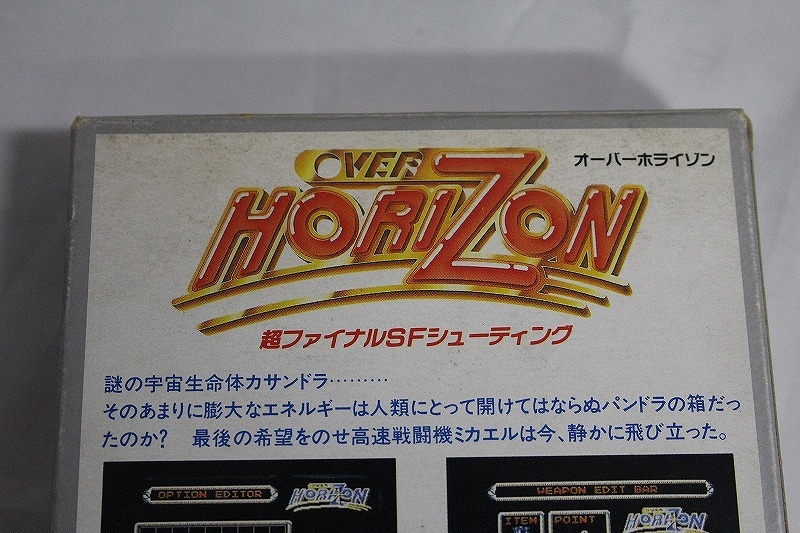 OVER
オーバーホライゾン
HORIZON
超ファイナルSFシューティング
謎の宇宙生命体カサンドラ………
そのあまりに膨大なエネルギーは人類にとって開けてはならぬパンドラの箱だっ
たのか? 最後の希望をのせ高速戦闘機ミカエルは今、静かに飛び立った。
OPTION EDITOR
OVER
HORIZON
WEAPON EDIT BAR
ITEM POINT
OVER
HORIZON